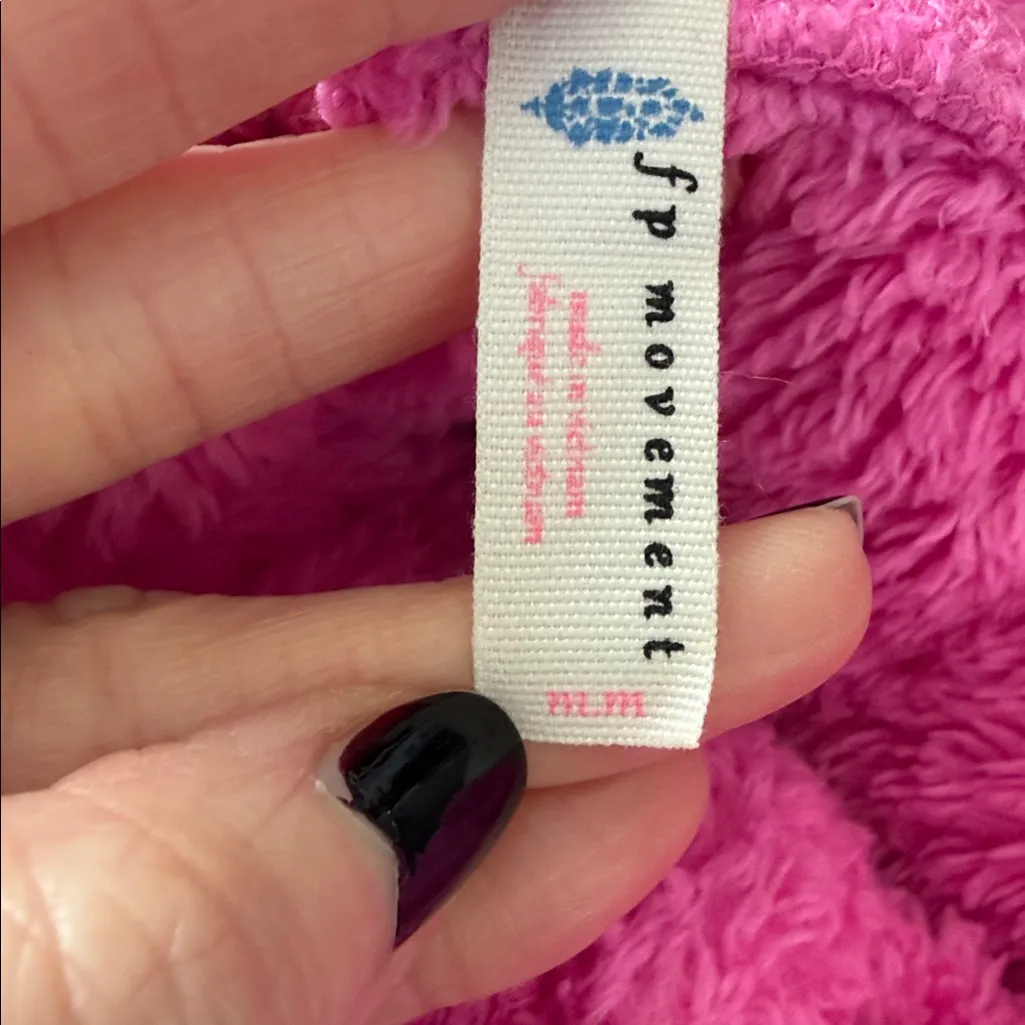 fp movement
made in vietnam
fabriqué au vietnam
m.m